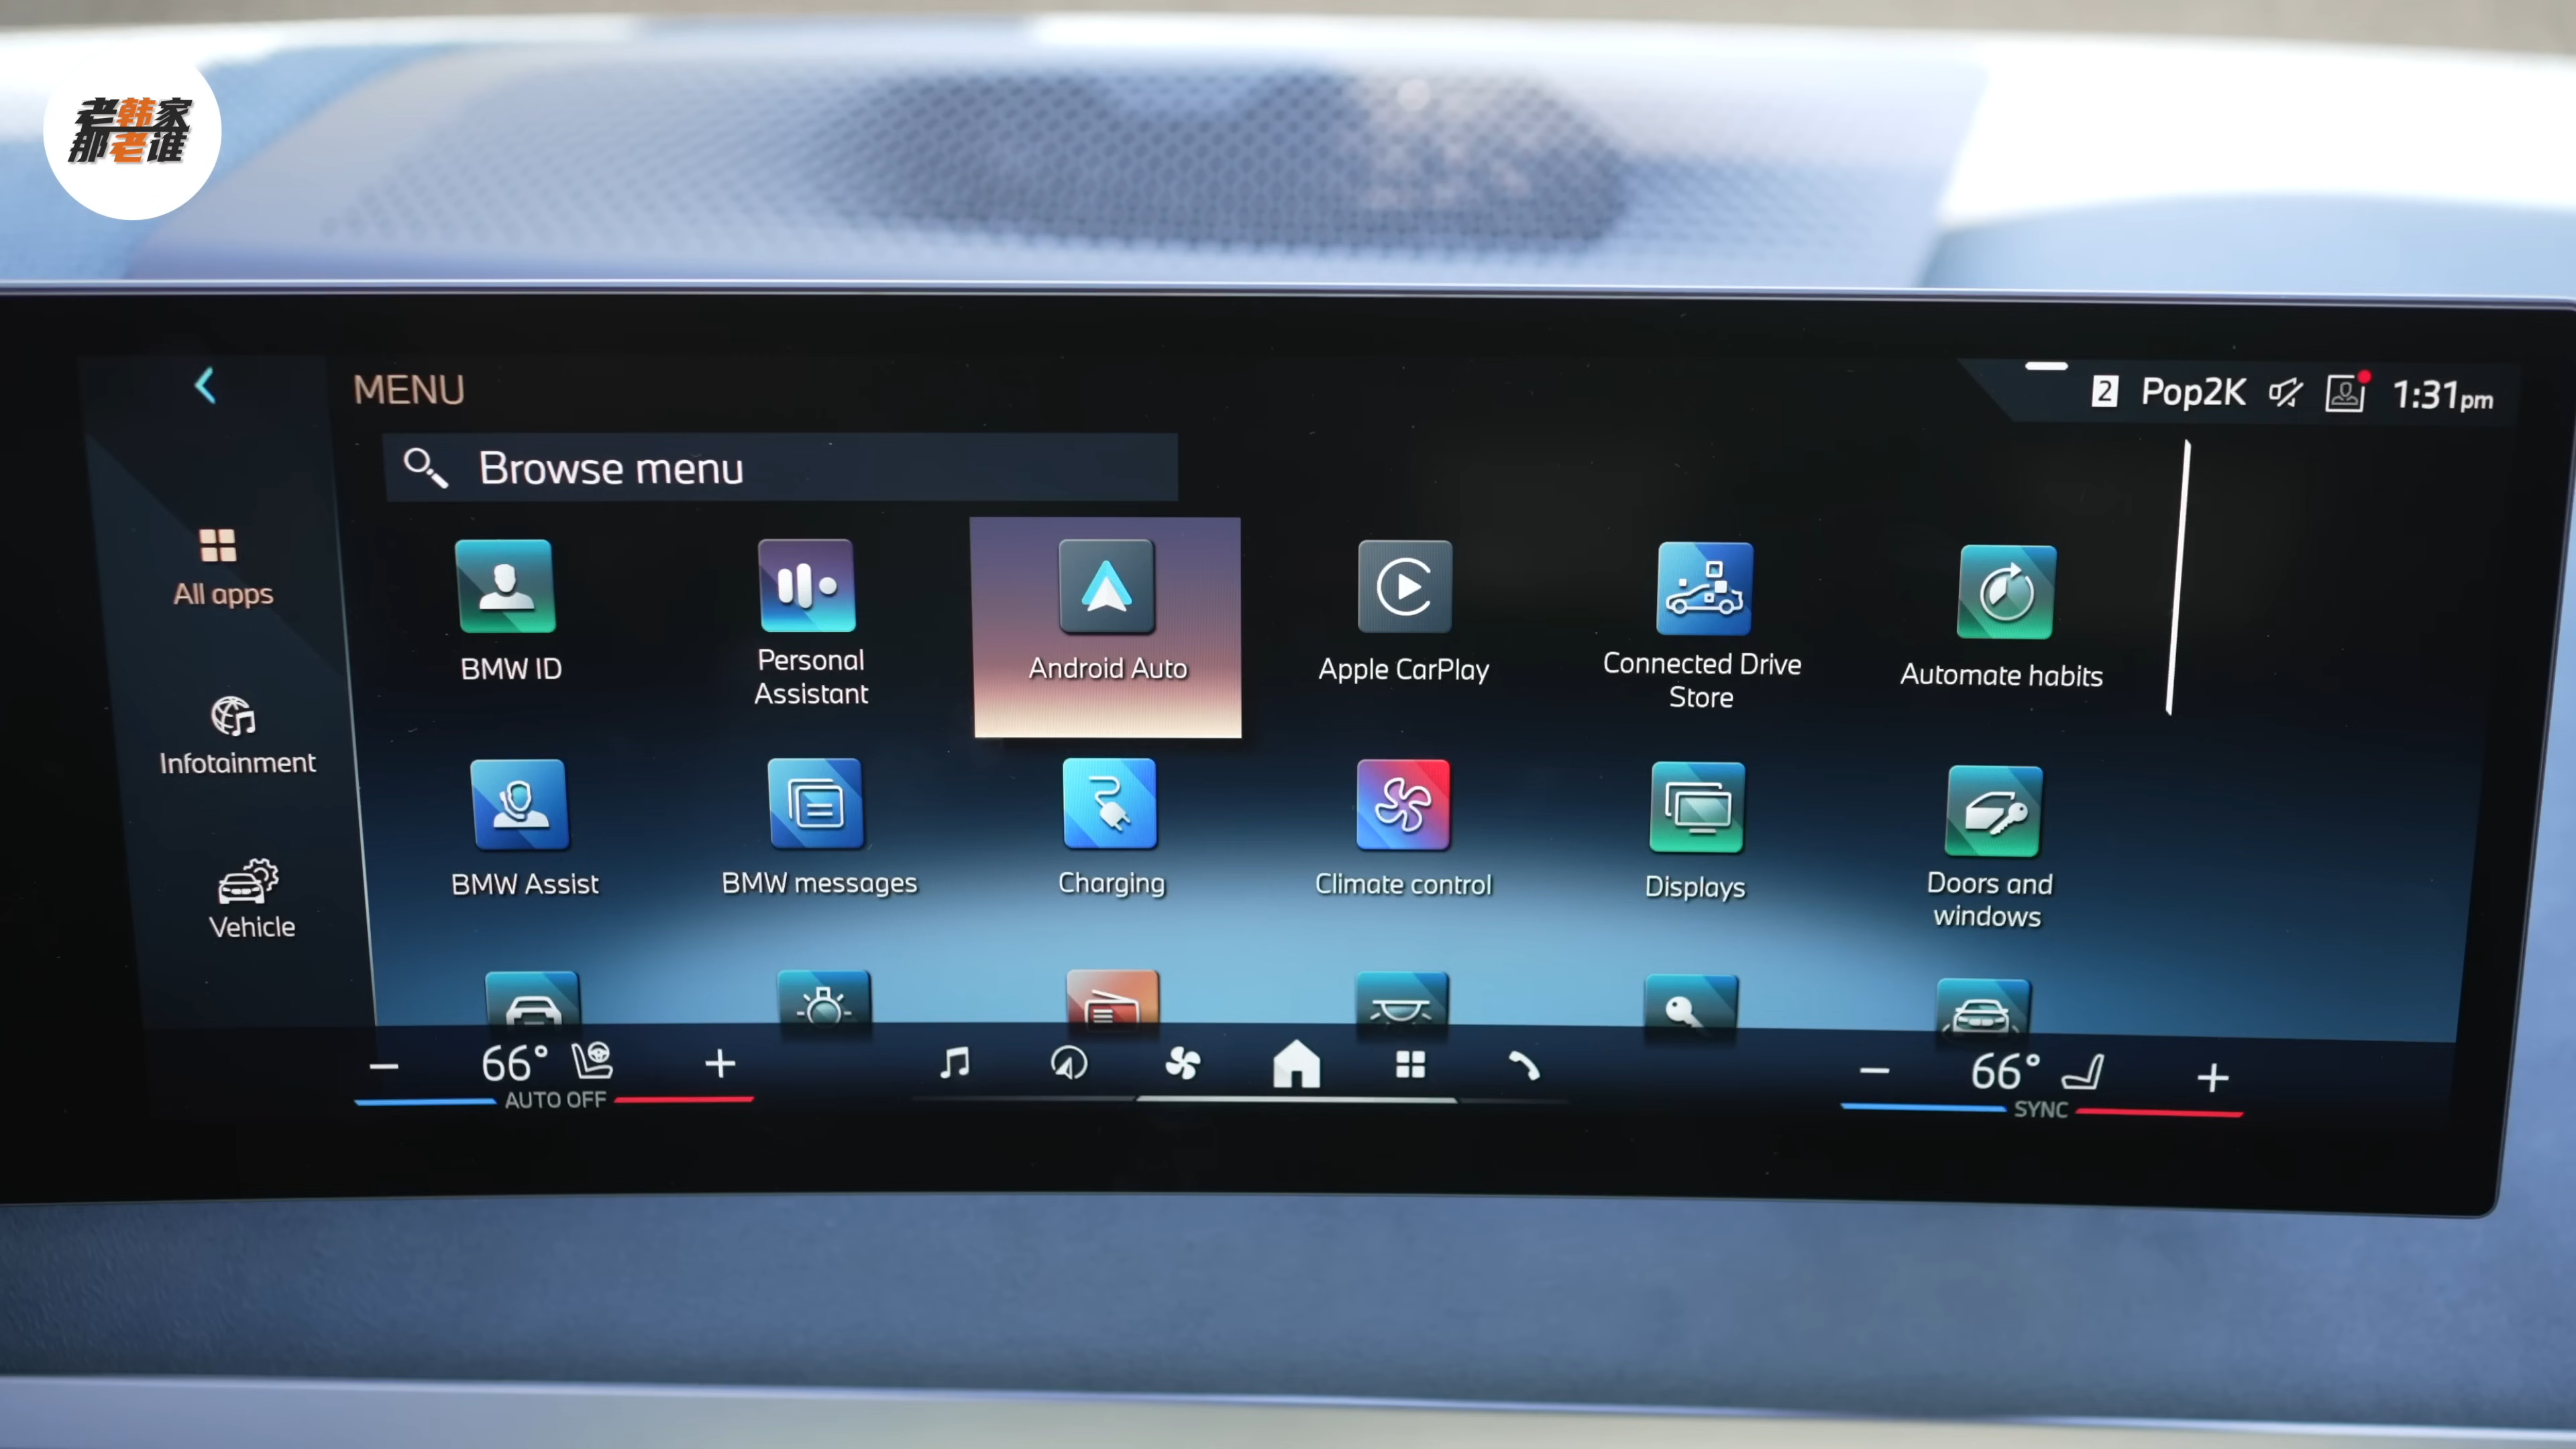 老韩家
那老谁
MENU
2 Pop2K 1:31pm
Browse menu
All apps
Infotainment
Vehicle
BMW ID
Personal
Assistant
Android Auto
Apple CarPlay
Connected Drive
Store
Automate habits
BMW Assist
BMW messages
Charging
Climate control
Displays
Doors and
windows
− 66° +
AUTO OFF
− 66° +
SYNC